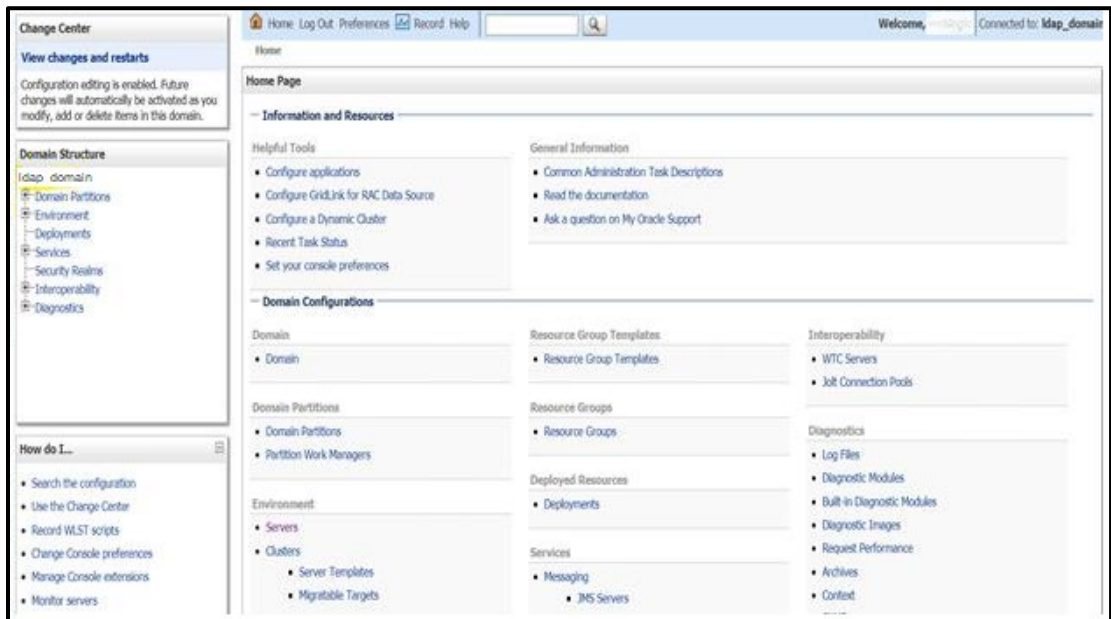 Change Center
View changes and restarts
Configuration editing is enabled. Future
changes will automatically be activated as you
modify, add or delete items in this domain.
Domain Structure
ldap_domain
Domain Partitions
Environment
Deployments
Services
Security Realms
Interoperability
Diagnostics
How do I...
Search the configuration
Use the Change Center
Record WLST scripts
Change Console preferences
Manage Console extensions
Monitor servers
Home Log Out Preferences Record Help
Welcome, Connected to: ldap_domain
Home
Home Page
Information and Resources
Helpful Tools
Configure applications
Configure GridLink for RAC Data Source
Configure a Dynamic Cluster
Recent Task Status
Set your console preferences
General Information
Common Administration Task Descriptions
Read the documentation
Ask a question on My Oracle Support
Domain Configurations
Domain
Domain
Domain Partitions
Domain Partitions
Partition Work Managers
Environment
Servers
Clusters
Server Templates
Migratable Targets
Resource Group Templates
Resource Group Templates
Resource Groups
Resource Groups
Deployed Resources
Deployments
Services
Messaging
JMS Servers
Interoperability
WTC Servers
Jolt Connection Pools
Diagnostics
Log Files
Diagnostic Modules
Built-in Diagnostic Modules
Diagnostic Images
Request Performance
Archives
Context